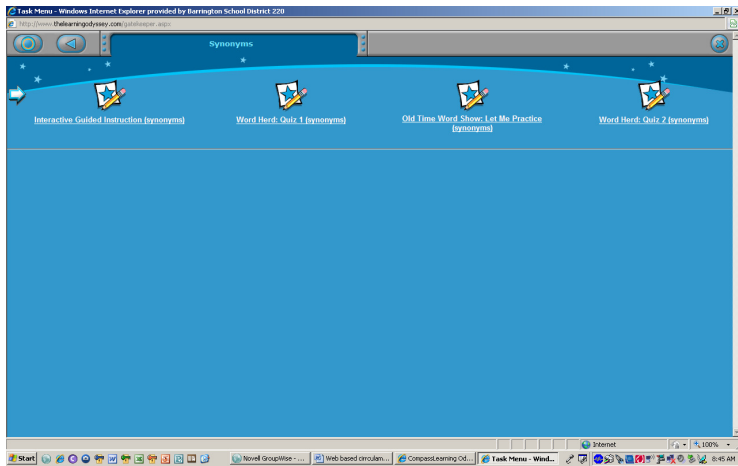 Task Menu - Windows Internet Explorer provided by Barrington School District 220
http://www.thelearningodyssey.com/gatekeeper.aspx
Synonyms
Interactive Guided Instruction (synonyms)
Word Herd: Quiz 1 (synonyms)
Old Time Word Show: Let Me Practice
(synonyms)
Word Herd: Quiz 2 (synonyms)
Internet
100%
Start
Novell GroupWise - ...
Web based cirrculam...
CompassLearning Od...
Task Menu - Wind...
8:45 AM